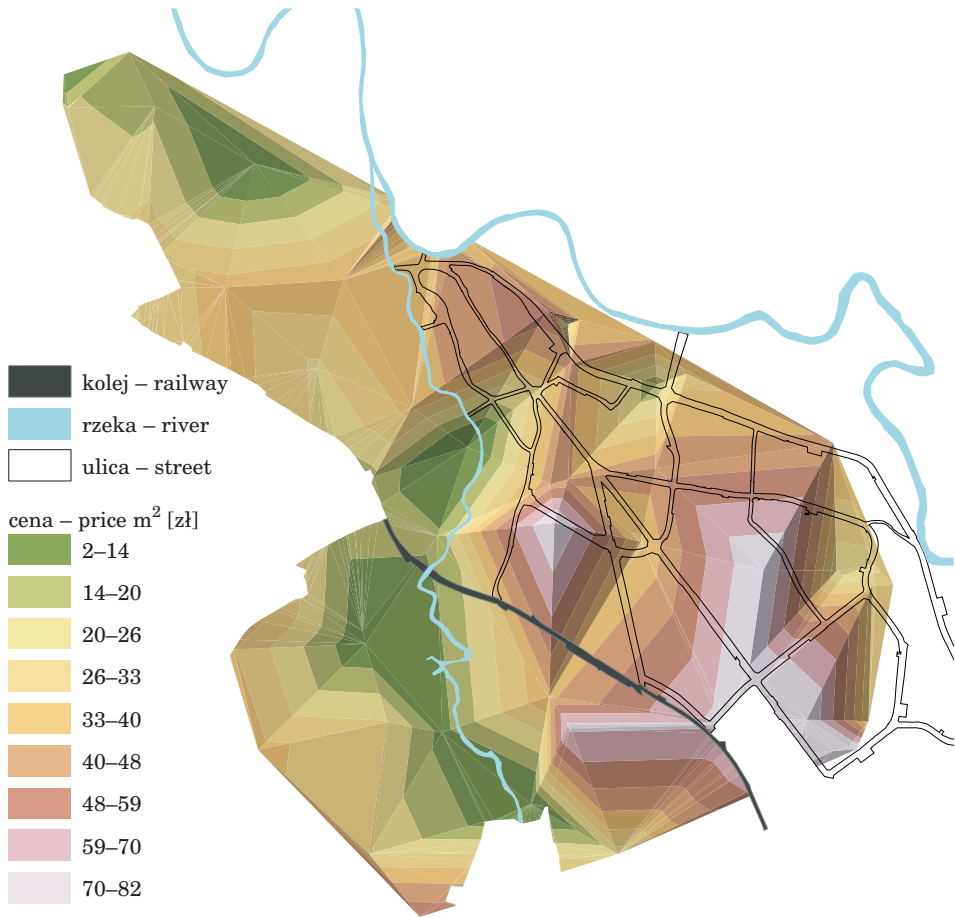 kolej – railway
rzeka – river
ulica – street
cena – price m² [zł]
2–14
14–20
20–26
26–33
33–40
40–48
48–59
59–70
70–82